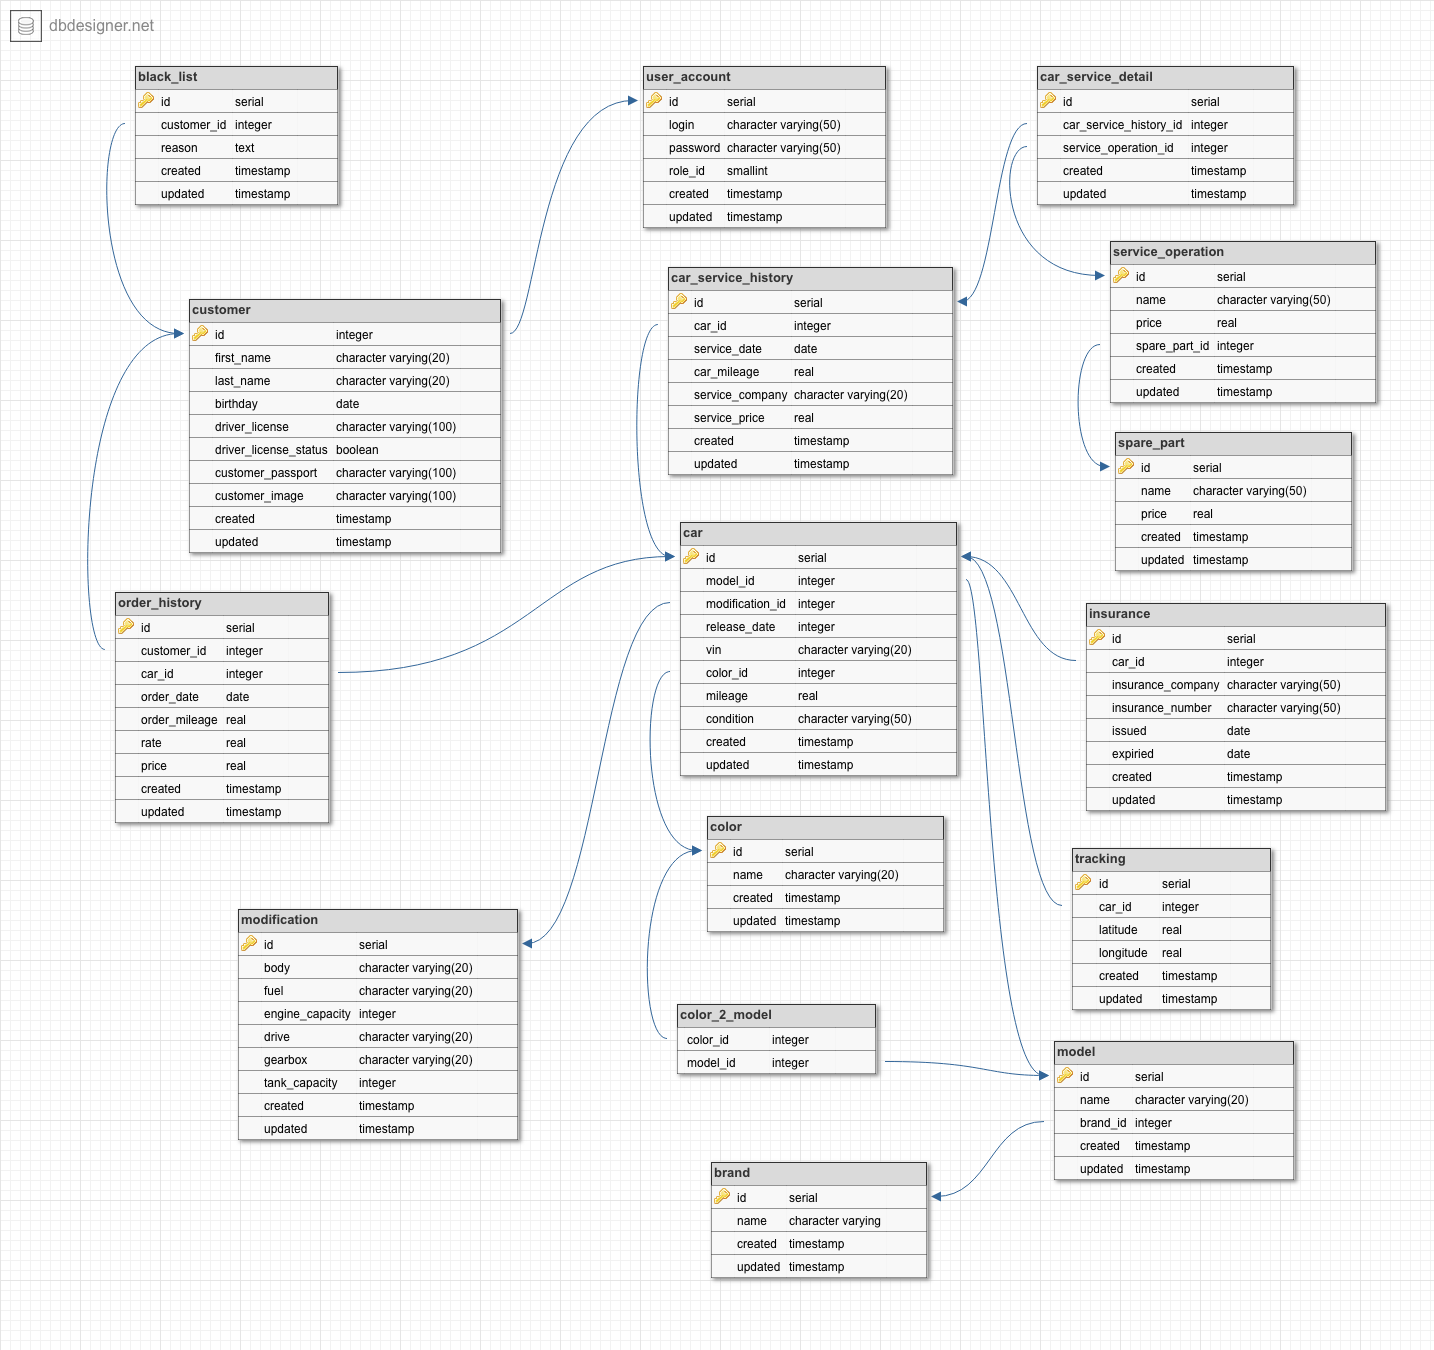 dbdesigner.net
black_list
id serial
customer_id integer
reason text
created timestamp
updated timestamp
user_account
id serial
login character varying(50)
password character varying(50)
role_id smallint
created timestamp
updated timestamp
car_service_detail
id serial
car_service_history_id integer
service_operation_id integer
created timestamp
updated timestamp
service_operation
id serial
name character varying(50)
price real
spare_part_id integer
created timestamp
updated timestamp
car_service_history
id serial
car_id integer
service_date date
car_mileage real
service_company character varying(20)
service_price real
created timestamp
updated timestamp
customer
id integer
first_name character varying(20)
last_name character varying(20)
birthday date
driver_license character varying(100)
driver_license_status boolean
customer_passport character varying(100)
customer_image character varying(100)
created timestamp
updated timestamp
spare_part
id serial
name character varying(50)
price real
created timestamp
updated timestamp
car
id serial
model_id integer
modification_id integer
release_date integer
vin character varying(20)
color_id integer
mileage real
condition character varying(50)
created timestamp
updated timestamp
order_history
id serial
customer_id integer
car_id integer
order_date date
order_mileage real
rate real
price real
created timestamp
updated timestamp
insurance
id serial
car_id integer
insurance_company character varying(50)
insurance_number character varying(50)
issued date
expiried date
created timestamp
updated timestamp
color
id serial
name character varying(20)
created timestamp
updated timestamp
tracking
id serial
car_id integer
latitude real
longitude real
created timestamp
updated timestamp
modification
id serial
body character varying(20)
fuel character varying(20)
engine_capacity integer
drive character varying(20)
gearbox character varying(20)
tank_capacity integer
created timestamp
updated timestamp
color_2_model
color_id integer
model_id integer
model
id serial
name character varying(20)
brand_id integer
created timestamp
updated timestamp
brand
id serial
name character varying
created timestamp
updated timestamp